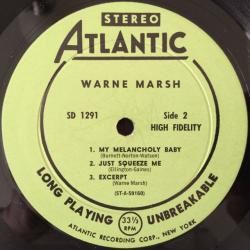 STEREO
ATLANTIC
WARNE MARSH
SD 1291
Side 2
HIGH FIDELITY
1. MY MELANCHOLY BABY
(Burnett-Norton-Watson)
2. JUST SQUEEZE ME
(Ellington-Gaines)
3. EXCERPT
(Warne Marsh)
(ST-A-59160)
LONG PLAYING 33⅓ RPM UNBREAKABLE
ATLANTIC RECORDING CORP., NEW YORK